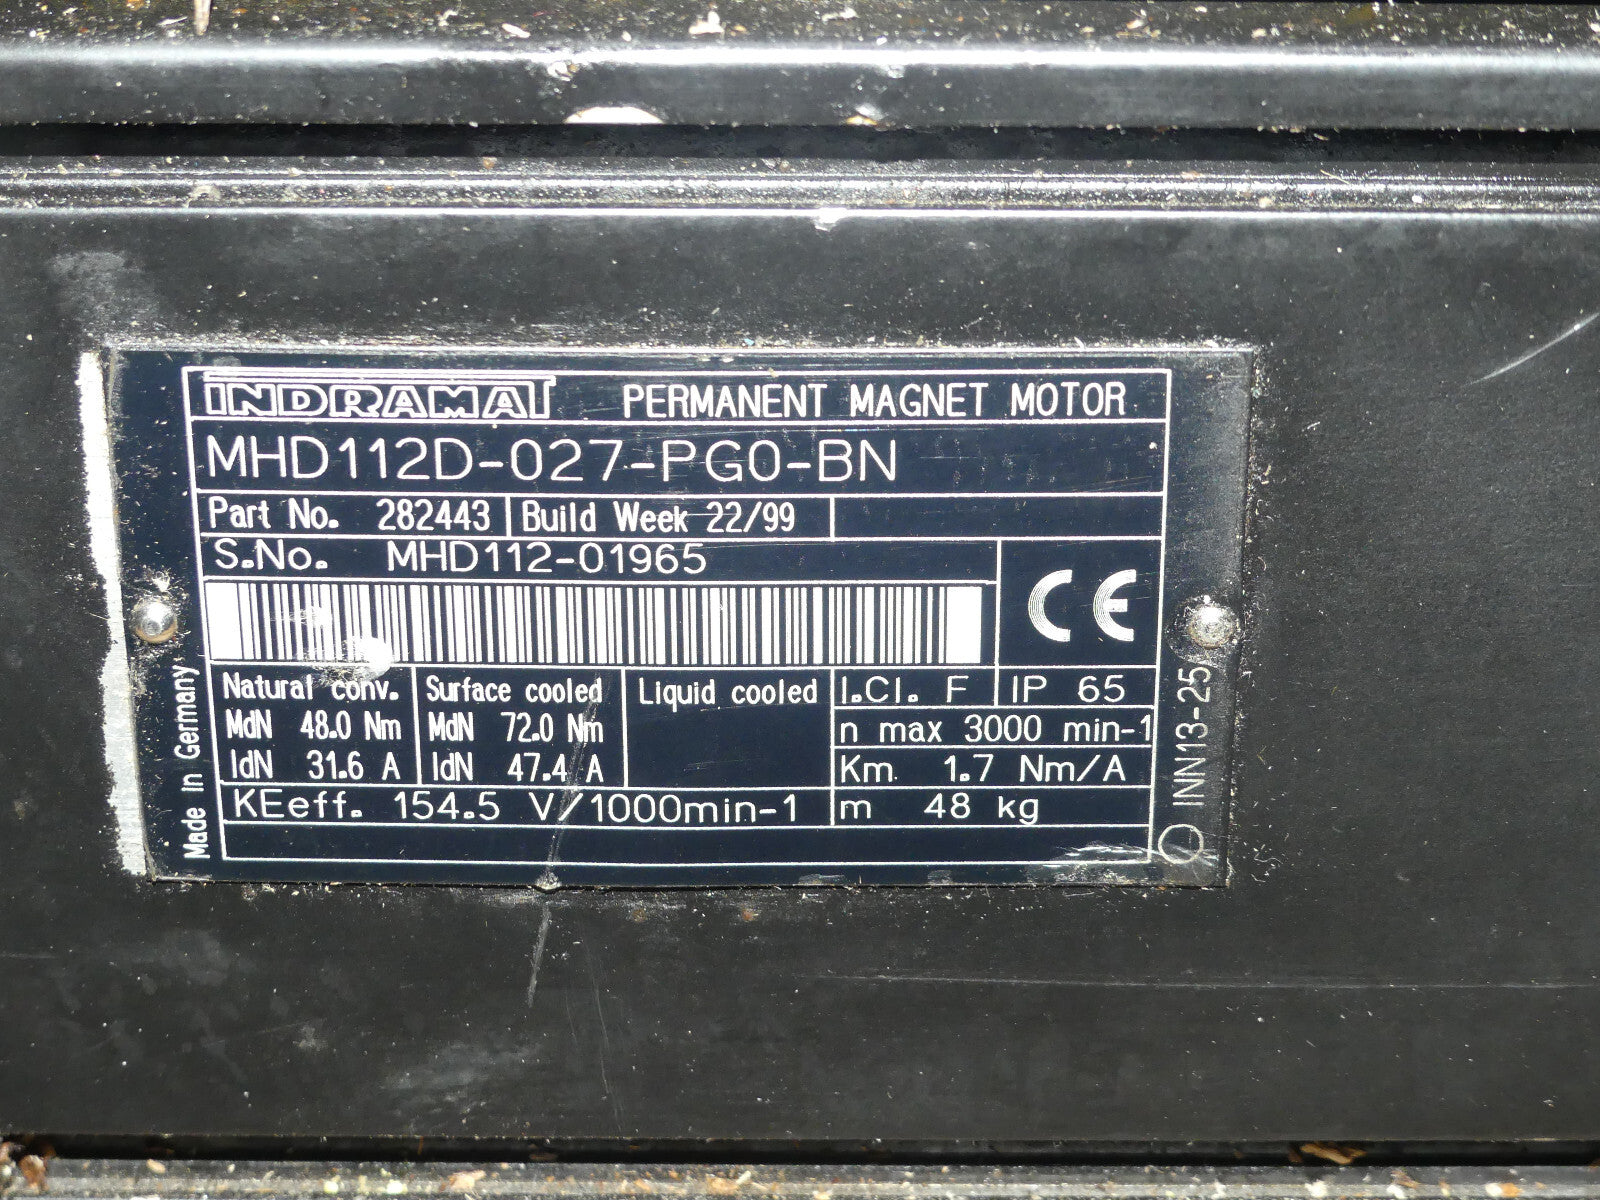 INDRAMAT PERMANENT MAGNET MOTOR
MHD112D-027-PG0-BN
Part No. 282443 Build Week 22/99
S.No. MHD112-01965
CE
Natural conv. Surface cooled Liquid cooled I.Cl. F IP 65
MdN 48.0 Nm MdN 72.0 Nm n max 3000 min-1
IdN 31.6 A IdN 47.4 A Km 1.7 Nm/A
KEeff. 154.5 V/1000min-1 m 48 kg
Made in Germany
INN13-25